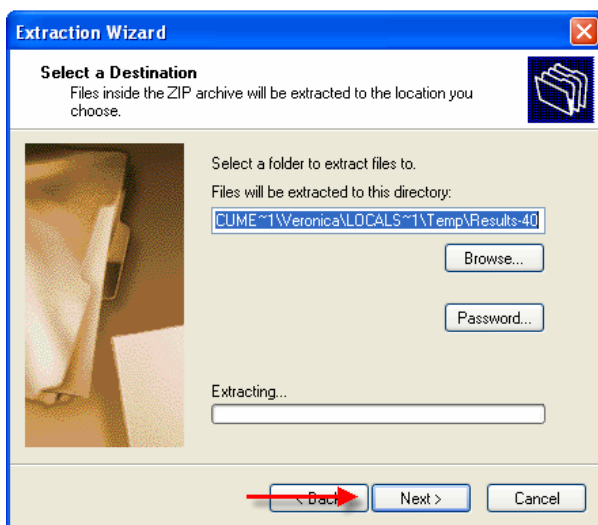 Extraction Wizard
Select a Destination
Files inside the ZIP archive will be extracted to the location you
choose.
Select a folder to extract files to.
Files will be extracted to this directory:
CUME~1\Veronica\LOCALS~1\Temp\Results-40
Browse...
Password...
Extracting...
< Back
Next >
Cancel